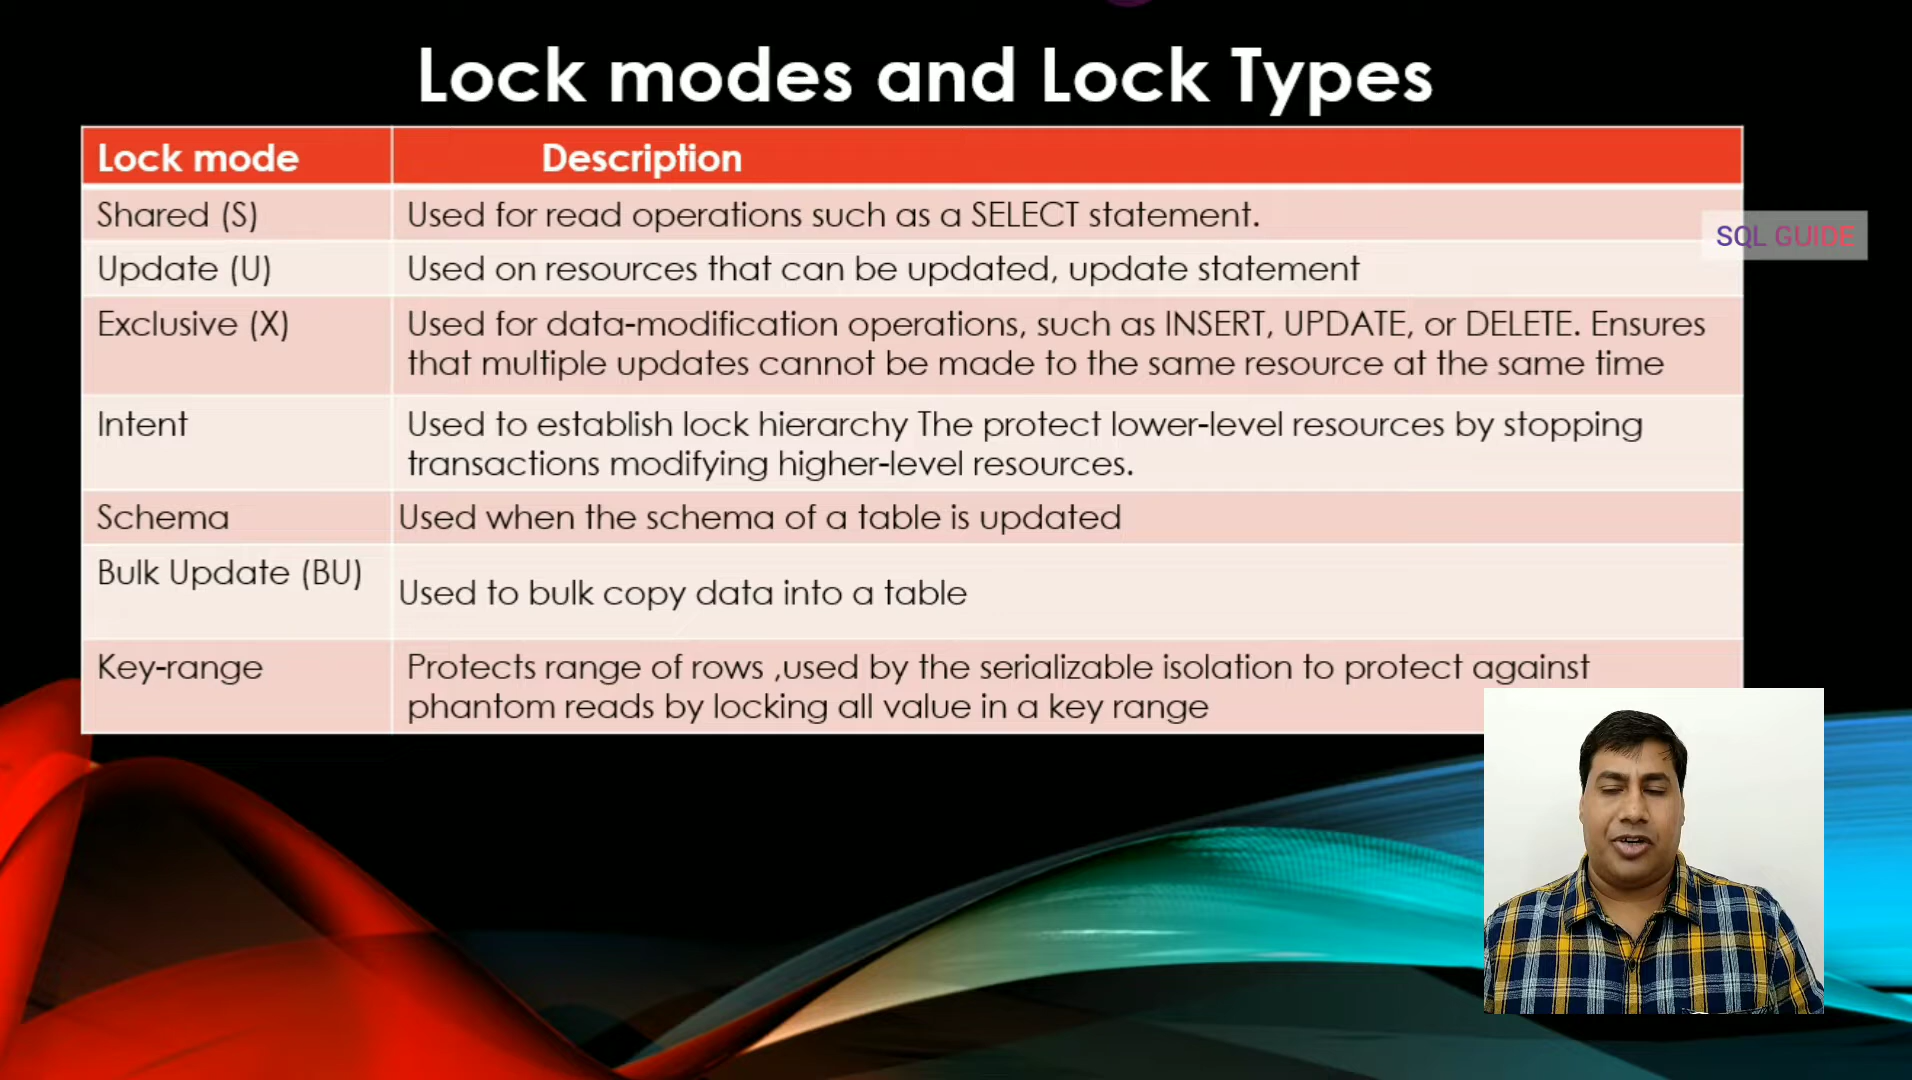 Lock modes and Lock Types
Lock mode Description
Shared (S) Used for read operations such as a SELECT statement.
SQL GUIDE
Update (U) Used on resources that can be updated, update statement
Exclusive (X) Used for data-modification operations, such as INSERT, UPDATE, or DELETE. Ensures
that multiple updates cannot be made to the same resource at the same time
Intent Used to establish lock hierarchy The protect lower-level resources by stopping
transactions modifying higher-level resources.
Schema Used when the schema of a table is updated
Bulk Update (BU) Used to bulk copy data into a table
Key-range Protects range of rows ,used by the serializable isolation to protect against
phantom reads by locking all value in a key range